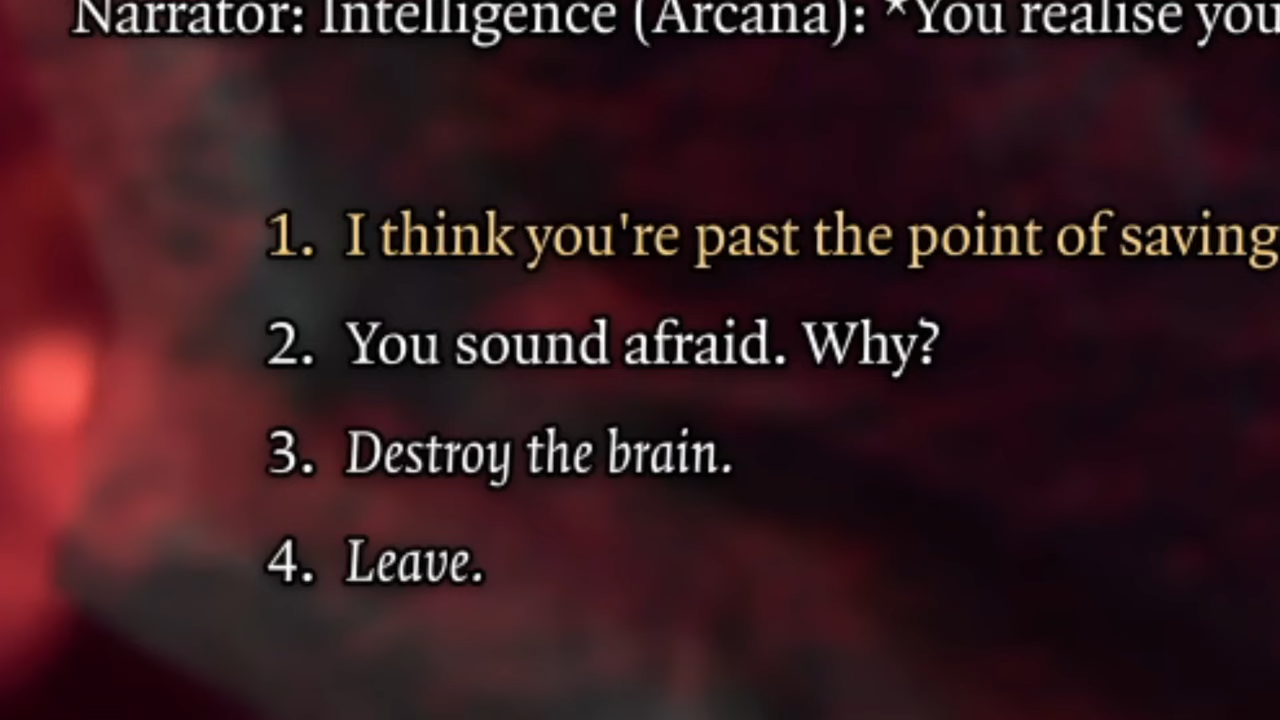 Narrator: Intelligence (Arcana): *You realise you
1. I think you're past the point of saving
2. You sound afraid. Why?
3. Destroy the brain.
4. Leave.